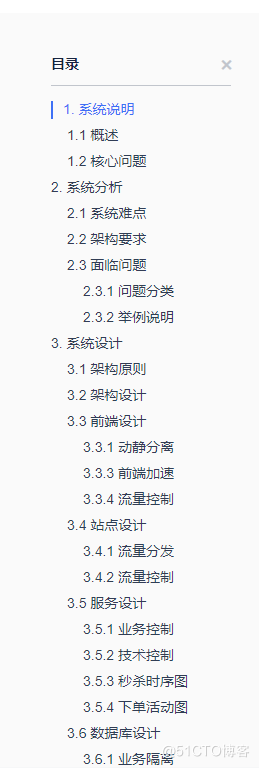 目录 ×
1. 系统说明
1.1 概述
1.2 核心问题
2. 系统分析
2.1 系统难点
2.2 架构要求
2.3 面临问题
2.3.1 问题分类
2.3.2 举例说明
3. 系统设计
3.1 架构原则
3.2 架构设计
3.3 前端设计
3.3.1 动静分离
3.3.3 前端加速
3.3.4 流量控制
3.4 站点设计
3.4.1 流量分发
3.4.2 流量控制
3.5 服务设计
3.5.1 业务控制
3.5.2 技术控制
3.5.3 秒杀时序图
3.5.4 下单活动图
3.6 数据库设计
3.6.1 业务隔离
@51CTO博客